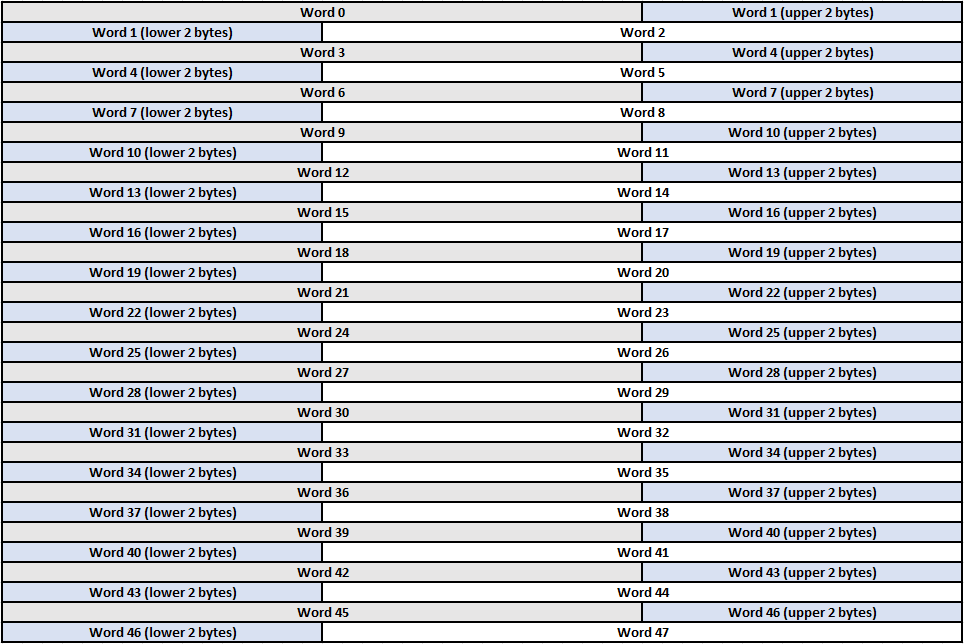 Word 0 Word 1 (upper 2 bytes)
Word 1 (lower 2 bytes) Word 2
Word 3 Word 4 (upper 2 bytes)
Word 4 (lower 2 bytes) Word 5
Word 6 Word 7 (upper 2 bytes)
Word 7 (lower 2 bytes) Word 8
Word 9 Word 10 (upper 2 bytes)
Word 10 (lower 2 bytes) Word 11
Word 12 Word 13 (upper 2 bytes)
Word 13 (lower 2 bytes) Word 14
Word 15 Word 16 (upper 2 bytes)
Word 16 (lower 2 bytes) Word 17
Word 18 Word 19 (upper 2 bytes)
Word 19 (lower 2 bytes) Word 20
Word 21 Word 22 (upper 2 bytes)
Word 22 (lower 2 bytes) Word 23
Word 24 Word 25 (upper 2 bytes)
Word 25 (lower 2 bytes) Word 26
Word 27 Word 28 (upper 2 bytes)
Word 28 (lower 2 bytes) Word 29
Word 30 Word 31 (upper 2 bytes)
Word 31 (lower 2 bytes) Word 32
Word 33 Word 34 (upper 2 bytes)
Word 34 (lower 2 bytes) Word 35
Word 36 Word 37 (upper 2 bytes)
Word 37 (lower 2 bytes) Word 38
Word 39 Word 40 (upper 2 bytes)
Word 40 (lower 2 bytes) Word 41
Word 42 Word 43 (upper 2 bytes)
Word 43 (lower 2 bytes) Word 44
Word 45 Word 46 (upper 2 bytes)
Word 46 (lower 2 bytes) Word 47